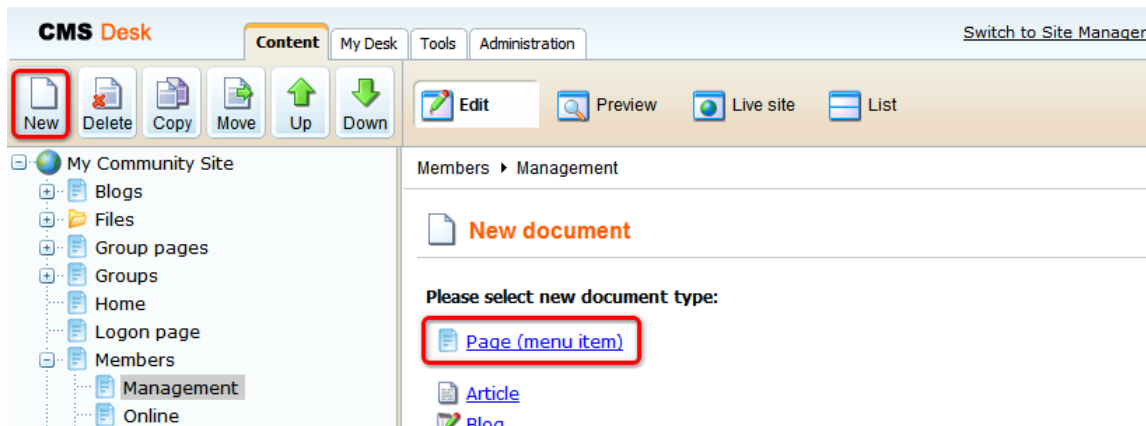 CMS Desk
Content My Desk Tools Administration
Switch to Site Manager
New Delete Copy Move Up Down
Edit Preview Live site List
My Community Site
Blogs
Files
Group pages
Groups
Home
Logon page
Members
Management
Online
Members Management
New document
Please select new document type:
Page (menu item)
Article
Blog